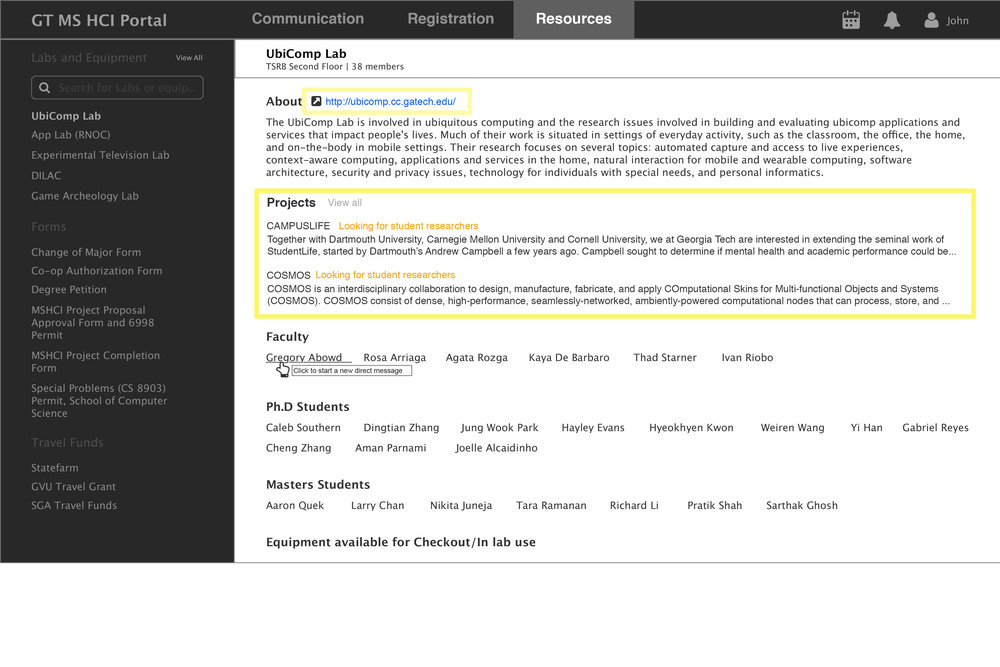 GT MS HCI Portal
Communication
Registration
Resources
John
Labs and Equipment
View All
Search for Labs or equip..
UbiComp Lab
App Lab (RNOC)
Experimental Television Lab
DILAC
Game Archeology Lab
Forms
Change of Major Form
Co-op Authorization Form
Degree Petition
MSHCI Project Proposal
Approval Form and 6998
Permit
MSHCI Project Completion
Form
Special Problems (CS 8903)
Permit, School of Computer
Science
Travel Funds
Statefarm
GVU Travel Grant
SGA Travel Funds
UbiComp Lab
TSRB Second Floor | 38 members
About http://ubicomp.cc.gatech.edu/
The UbiComp Lab is involved in ubiquitous computing and the research issues involved in building and evaluating ubicomp applications and
services that impact people's lives. Much of their work is situated in settings of everyday activity, such as the classroom, the office, the home,
and on-the-body in mobile settings. Their research focuses on several topics: automated capture and access to live experiences,
context-aware computing, applications and services in the home, natural interaction for mobile and wearable computing, software
architecture, security and privacy issues, technology for individuals with special needs, and personal informatics.
Projects View all
CAMPUSLIFE Looking for student researchers
Together with Dartmouth University, Carnegie Mellon University and Cornell University, we at Georgia Tech are interested in extending the seminal work of
StudentLife, started by Dartmouth's Andrew Campbell a few years ago. Campbell sought to determine if mental health and academic performance could be...
COSMOS Looking for student researchers
COSMOS is an interdisciplinary collaboration to design, manufacture, fabricate, and apply COmputational Skins for Multi-functional Objects and Systems
(COSMOS). COSMOS consist of dense, high-performance, seamlessly-networked, ambiently-powered computational nodes that can process, store, and ...
Faculty
Gregory Abowd Rosa Arriaga Agata Rozga Kaya De Barbaro Thad Starner Ivan Riobo
Click to start a new direct message
Ph.D Students
Caleb Southern Dingtian Zhang Jung Wook Park Hayley Evans Hyeokhyen Kwon Weiren Wang Yi Han Gabriel Reyes
Cheng Zhang Aman Parnami Joelle Alcaidinho
Masters Students
Aaron Quek Larry Chan Nikita Juneja Tara Ramanan Richard Li Pratik Shah Sarthak Ghosh
Equipment available for Checkout/In lab use